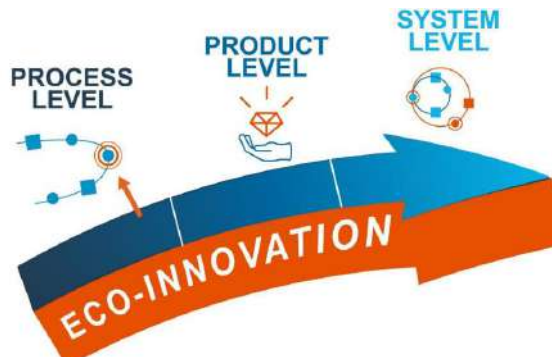 PROCESS
LEVEL
PRODUCT
LEVEL
SYSTEM
LEVEL
ECO-INNOVATION